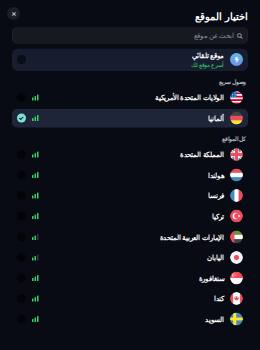 اختيار الموقع
ابحث عن موقع
موقع تلقائي
أسرع موقع لك
وصول سريع
الولايات المتحدة الأمريكية
ألمانيا
كل المواقع
المملكة المتحدة
هولندا
فرنسا
تركيا
الإمارات العربية المتحدة
اليابان
سنغافورة
كندا
السويد